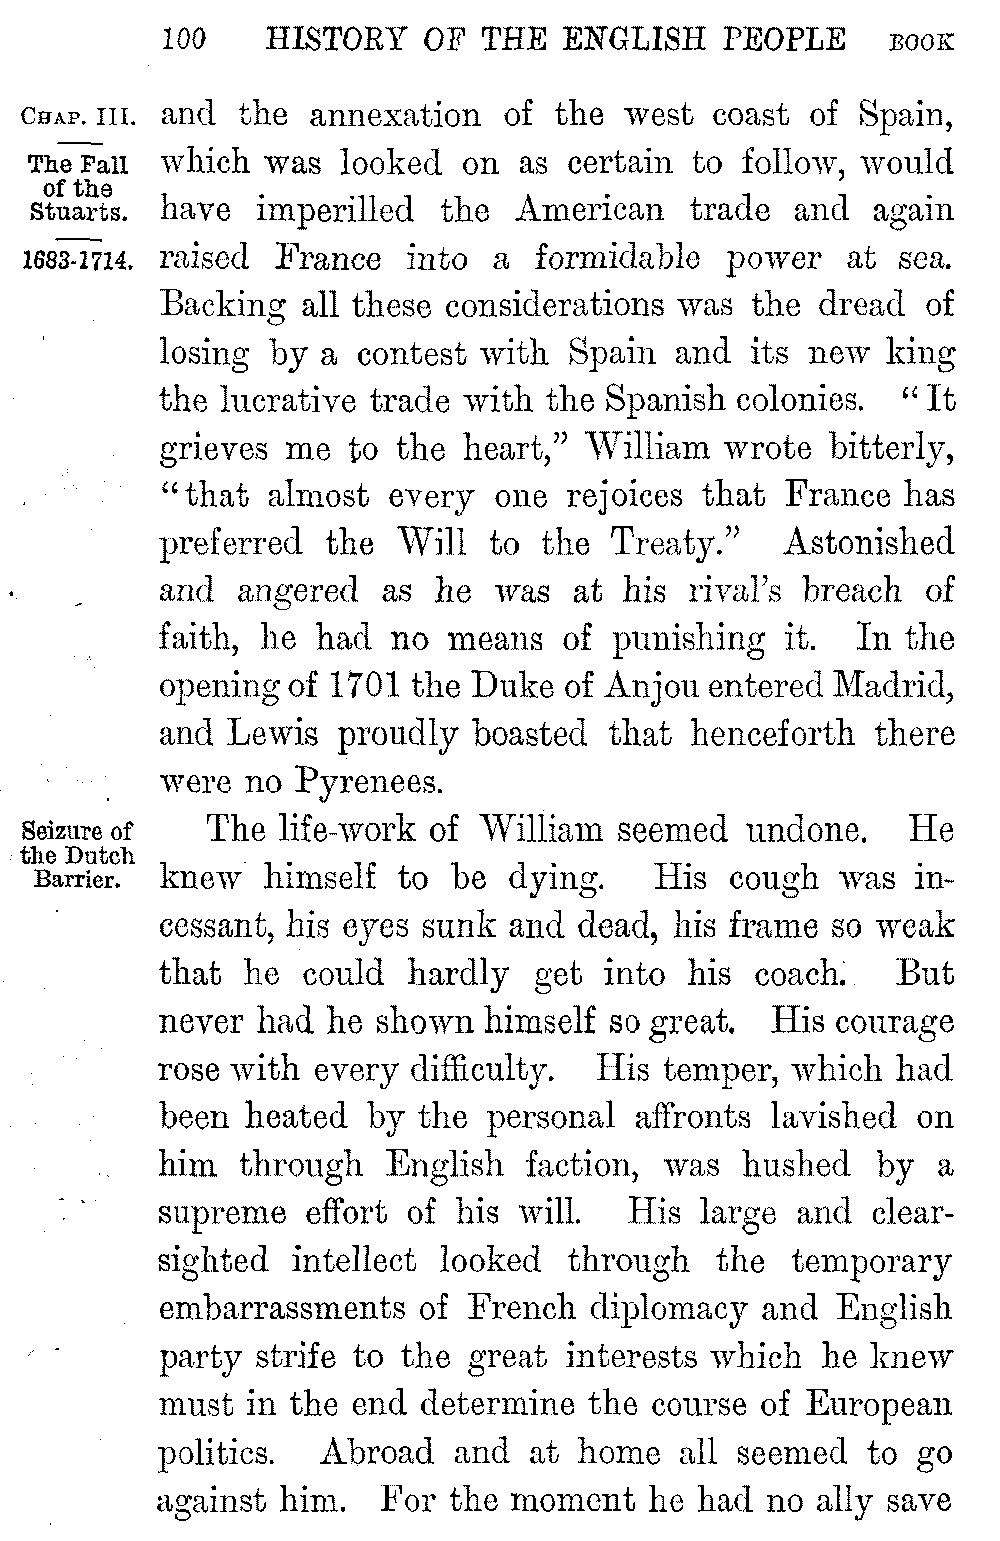 100 HISTORY OF THE ENGLISH PEOPLE BOOK
CHAP. III.
The Fall
of the
Stuarts.
1683-1714.
and the annexation of the west coast of Spain,
which was looked on as certain to follow, would
have imperilled the American trade and again
raised France into a formidable power at sea.
Backing all these considerations was the dread of
losing by a contest with Spain and its new king
the lucrative trade with the Spanish colonies. “It
grieves me to the heart,” William wrote bitterly,
“that almost every one rejoices that France has
preferred the Will to the Treaty.” Astonished
and angered as he was at his rival’s breach of
faith, he had no means of punishing it. In the
opening of 1701 the Duke of Anjou entered Madrid,
and Lewis proudly boasted that henceforth there
were no Pyrenees.
Seizure of
the Dutch
Barrier.
The life-work of William seemed undone. He
knew himself to be dying. His cough was in-
cessant, his eyes sunk and dead, his frame so weak
that he could hardly get into his coach. But
never had he shown himself so great. His courage
rose with every difficulty. His temper, which had
been heated by the personal affronts lavished on
him through English faction, was hushed by a
supreme effort of his will. His large and clear-
sighted intellect looked through the temporary
embarrassments of French diplomacy and English
party strife to the great interests which he knew
must in the end determine the course of European
politics. Abroad and at home all seemed to go
against him. For the moment he had no ally save